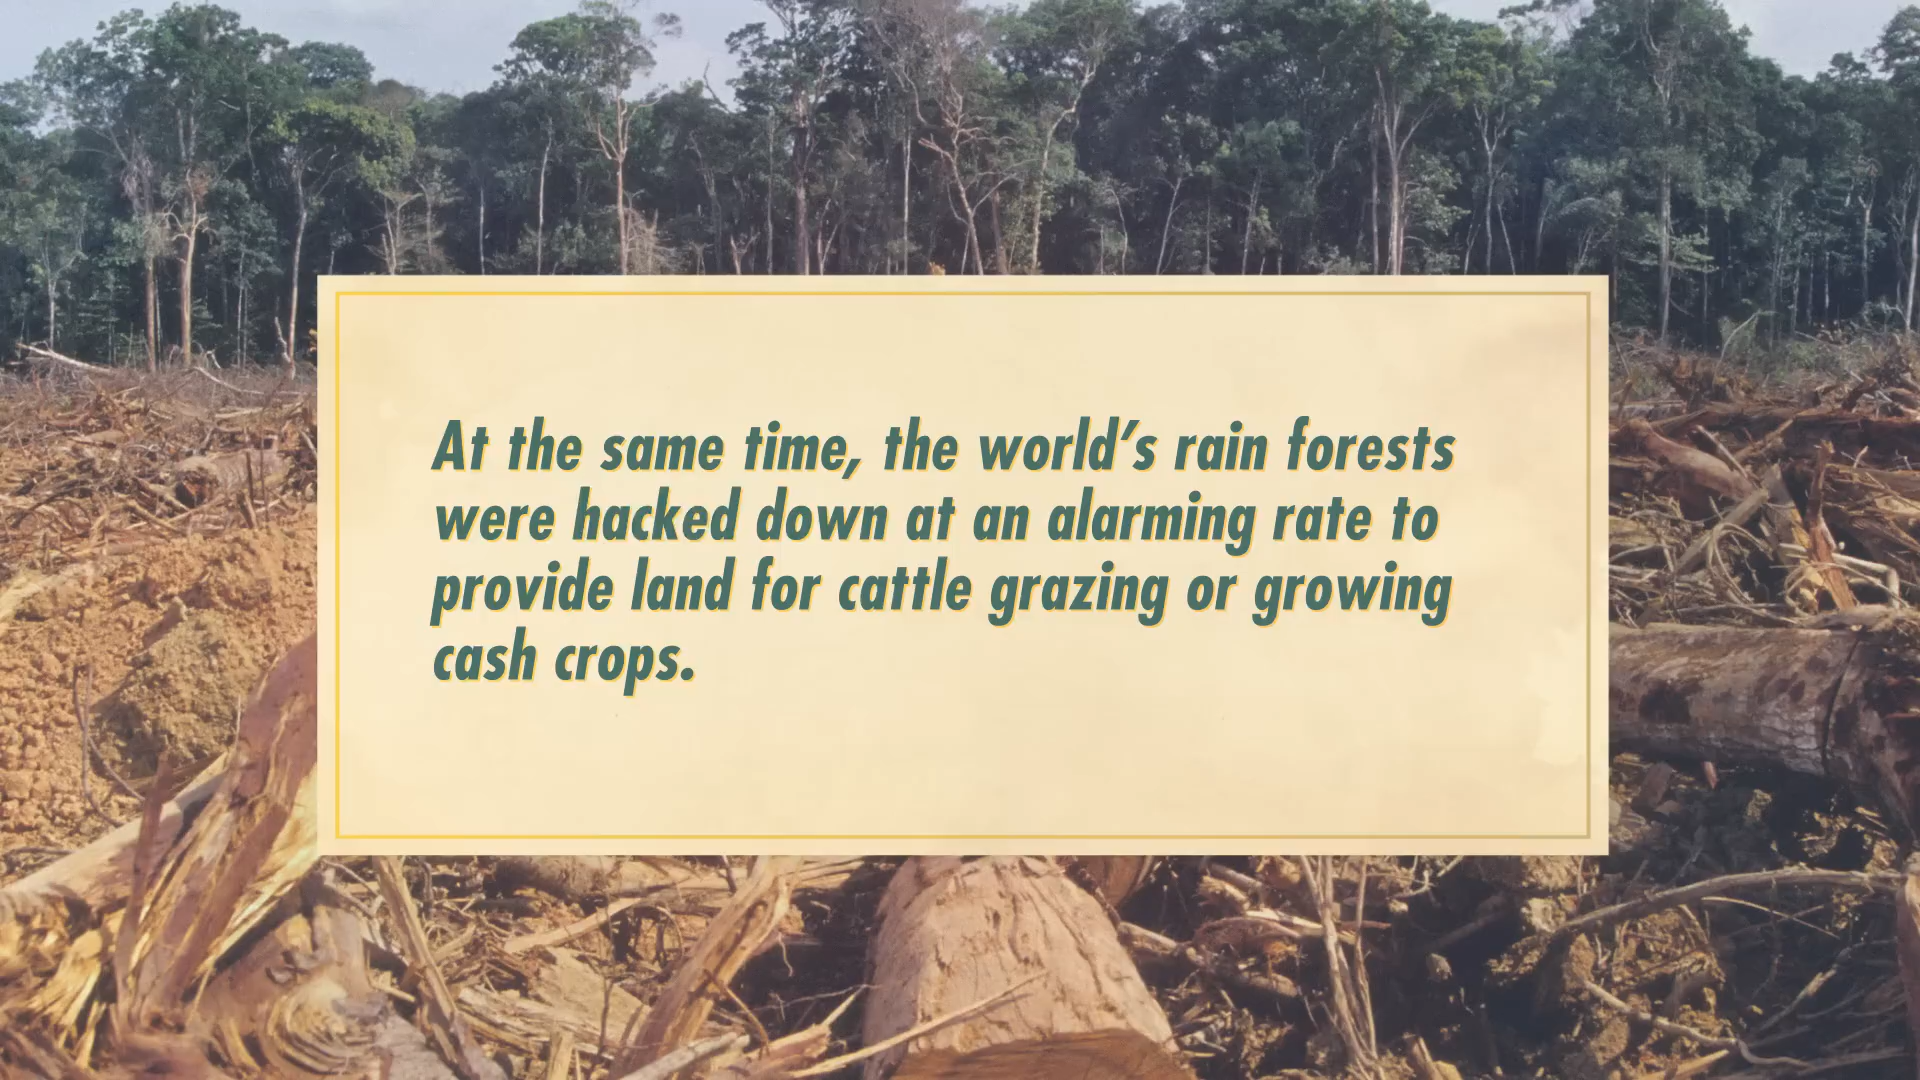 At the same time, the world’s rain forests
were hacked down at an alarming rate to
provide land for cattle grazing or growing
cash crops.